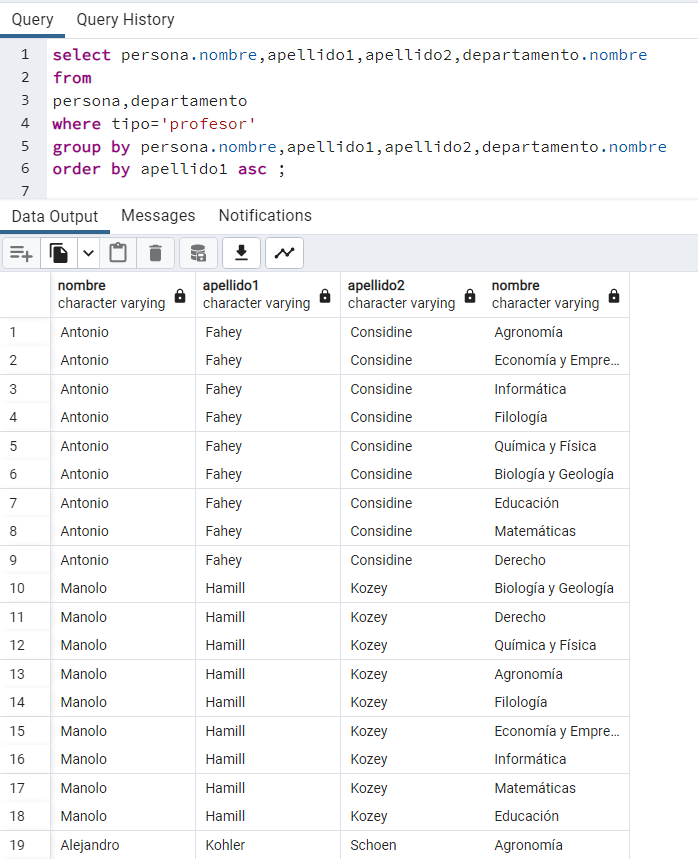 Query Query History
1 select persona.nombre,apellido1,apellido2,departamento.nombre
2 from
3 persona,departamento
4 where tipo='profesor'
5 group by persona.nombre,apellido1,apellido2,departamento.nombre
6 order by apellido1 asc ;
7
Data Output Messages Notifications
nombre apellido1 apellido2 nombre
character varying character varying character varying character varying
1 Antonio Fahey Considine Agronomía
2 Antonio Fahey Considine Economía y Empre...
3 Antonio Fahey Considine Informática
4 Antonio Fahey Considine Filología
5 Antonio Fahey Considine Química y Física
6 Antonio Fahey Considine Biología y Geología
7 Antonio Fahey Considine Educación
8 Antonio Fahey Considine Matemáticas
9 Antonio Fahey Considine Derecho
10 Manolo Hamill Kozey Biología y Geología
11 Manolo Hamill Kozey Derecho
12 Manolo Hamill Kozey Química y Física
13 Manolo Hamill Kozey Agronomía
14 Manolo Hamill Kozey Filología
15 Manolo Hamill Kozey Economía y Empre...
16 Manolo Hamill Kozey Informática
17 Manolo Hamill Kozey Matemáticas
18 Manolo Hamill Kozey Educación
19 Alejandro Kohler Schoen Agronomía